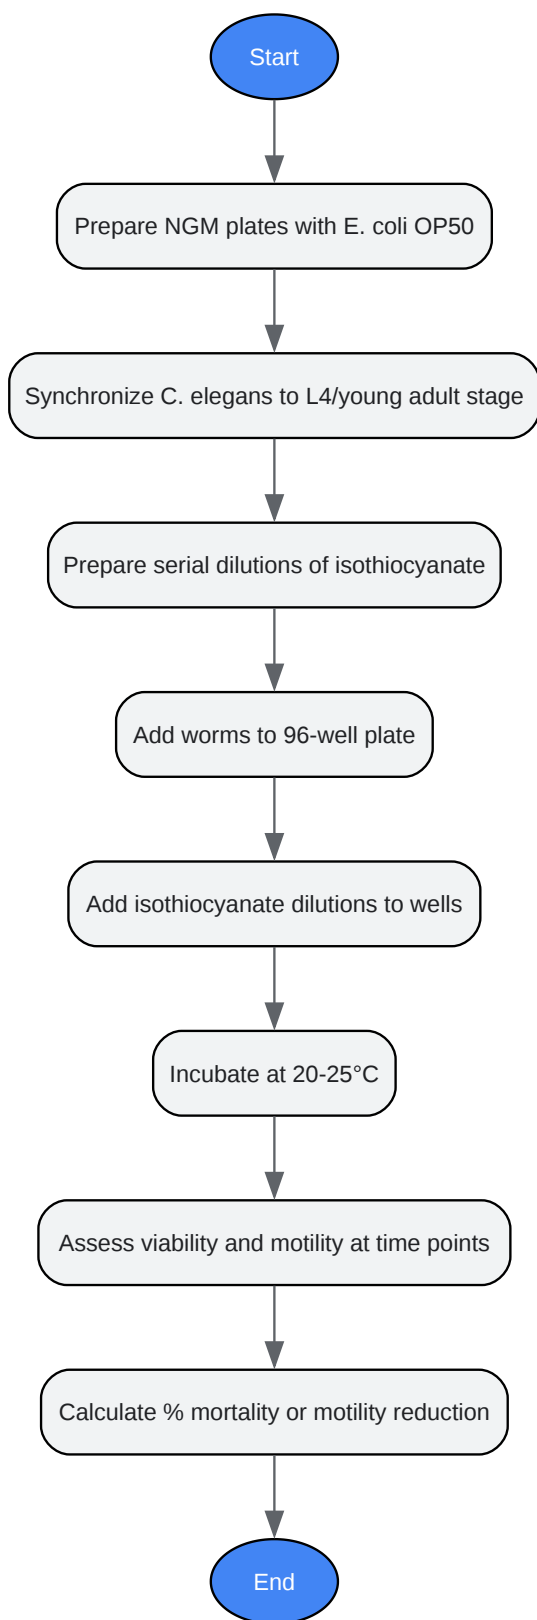 Start
Prepare NGM plates with E. coli OP50
Synchronize C. elegans to L4/young adult stage
Prepare serial dilutions of isothiocyanate
Add worms to 96-well plate
Add isothiocyanate dilutions to wells
Incubate at 20-25°C
Assess viability and motility at time points
Calculate % mortality or motility reduction
End